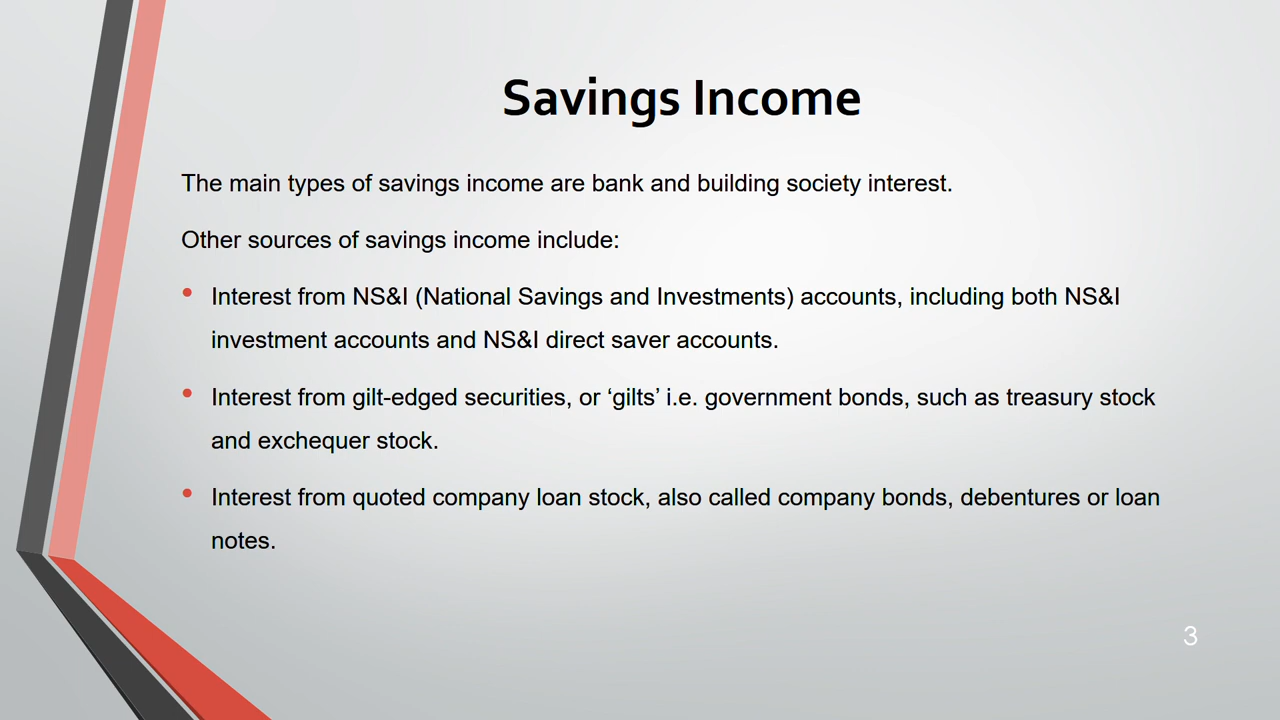 Savings Income
The main types of savings income are bank and building society interest.
Other sources of savings income include:
• Interest from NS&I (National Savings and Investments) accounts, including both NS&I
investment accounts and NS&I direct saver accounts.
• Interest from gilt-edged securities, or ‘gilts’ i.e. government bonds, such as treasury stock
and exchequer stock.
• Interest from quoted company loan stock, also called company bonds, debentures or loan
notes.
3